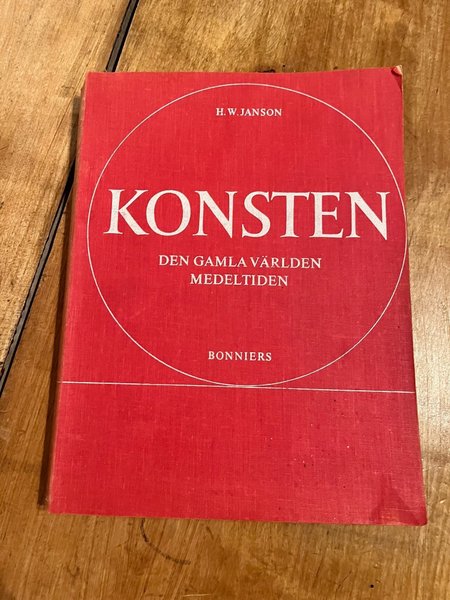 H.W. JANSON
KONSTEN
DEN GAMLA VÄRLDEN
MEDELTIDEN
BONNIERS